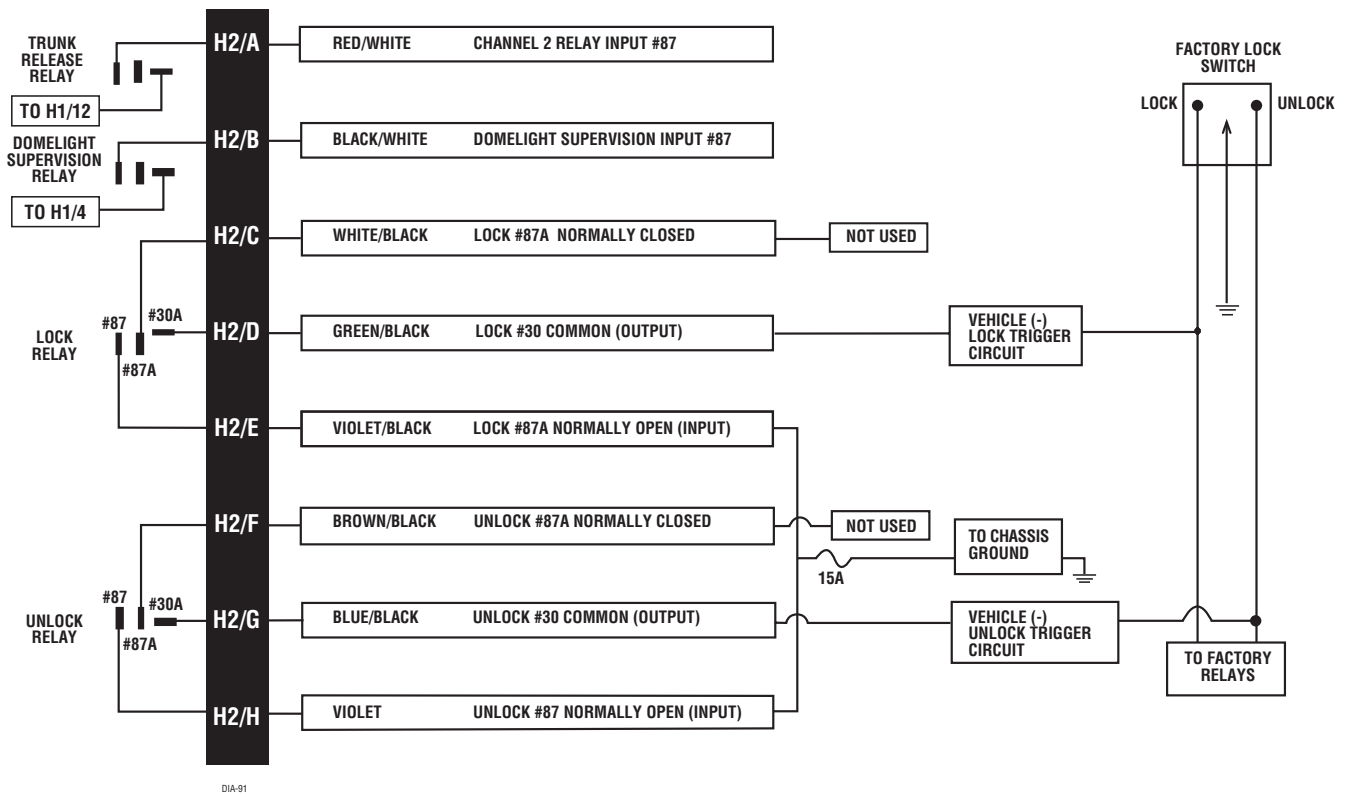 TRUNK
RELEASE
RELAY
TO H1/12
H2/A
RED/WHITE CHANNEL 2 RELAY INPUT #87
FACTORY LOCK
SWITCH
LOCK
UNLOCK
DOMELIGHT
SUPERVISION
RELAY
TO H1/4
H2/B
BLACK/WHITE DOMELIGHT SUPERVISION INPUT #87
H2/C
WHITE/BLACK LOCK #87A NORMALLY CLOSED
NOT USED
LOCK
RELAY
#87
#30A
#87A
H2/D
GREEN/BLACK LOCK #30 COMMON (OUTPUT)
VEHICLE (-)
LOCK TRIGGER
CIRCUIT
H2/E
VIOLET/BLACK LOCK #87A NORMALLY OPEN (INPUT)
H2/F
BROWN/BLACK UNLOCK #87A NORMALLY CLOSED
NOT USED
15A
TO CHASSIS
GROUND
UNLOCK
RELAY
#87
#30A
#87A
H2/G
BLUE/BLACK UNLOCK #30 COMMON (OUTPUT)
VEHICLE (-)
UNLOCK TRIGGER
CIRCUIT
TO FACTORY
RELAYS
H2/H
VIOLET UNLOCK #87 NORMALLY OPEN (INPUT)
DIA-91